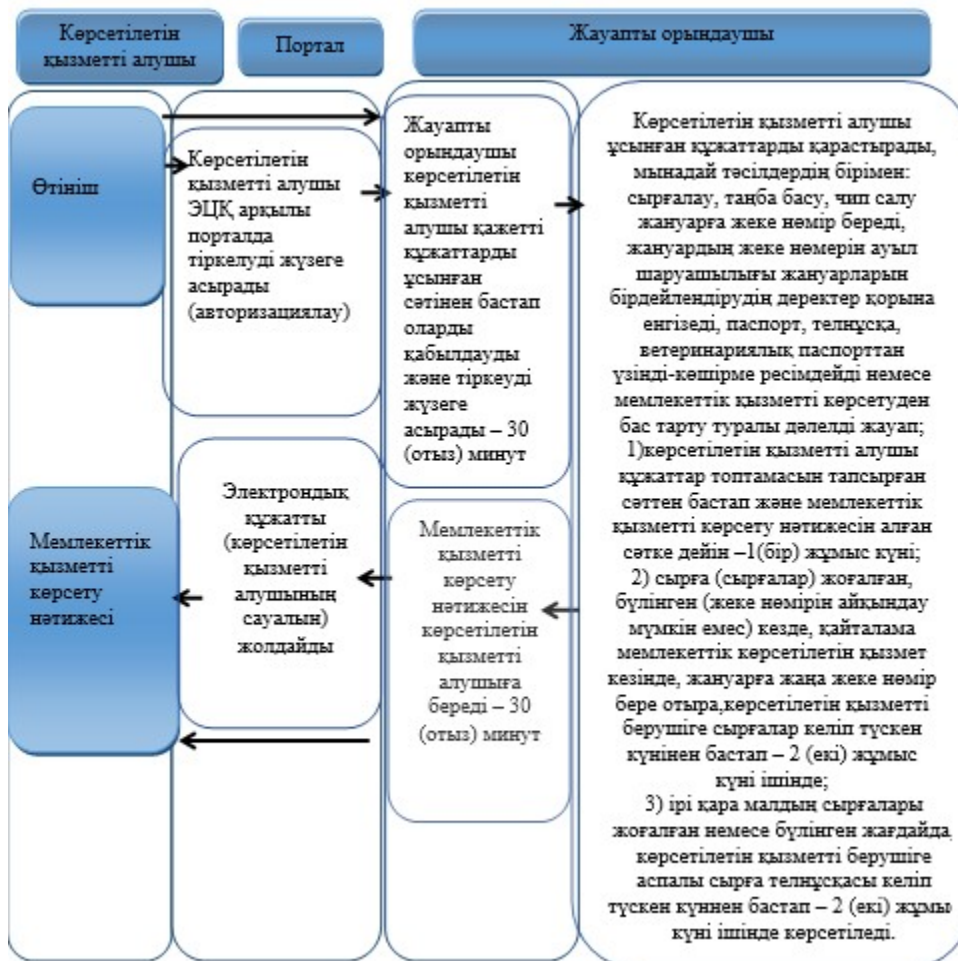 Көрсетілетін
қызметті алушы
Портал
Жауапты орындаушы
Өтініш
Көрсетілетін
қызметті алушы
ЭЦҚ арқылы
порталда
тіркелуді жүзеге
асырады
(авторизациялау)
Жауапты
орындаушы
көрсетілетін
қызметті
алушы қажетті
құжаттарды
ұсынған
сәтінен бастап
оларды
қабылдауды
және тіркеуді
жүзеге
асырады – 30
(отыз) минут
Көрсетілетін қызметті алушы
ұсынған құжаттарды қарастырады,
мынадай тәсілдердің бірімен:
сырғалау, таңба басу, чип салу
жануарға жеке нөмір береді,
жануардың жеке нөмерін ауыл
шаруашылығы жануарларын
бірдейлендірудің деректер қорына
енгізеді, паспорт, телнұсқа,
ветеринариялық паспорттан
үзінді-көшірме ресімдейді немесе
мемлекеттік қызметті көрсетуден
бас тарту туралы дәлелді жауап;
1)көрсетілетін қызметті алушы
құжаттар топтамасын тапсырған
сәттен бастап және мемлекеттік
қызметті көрсету нәтижесін алған
сәтке дейін –1(бір) жұмыс күні;
2) сырға (сырғалар) жоғалған,
бүлінген (жеке нөмірін айқындау
мүмкін емес) кезде, қайталама
мемлекеттік көрсетілетін қызмет
кезінде, жануарға жаңа жеке нөмір
бере отыра,көрсетілетін қызметті
берушіге сырғалар келіп түскен
күнінен бастап – 2 (екі) жұмыс
күні ішінде;
3) ірі қара малдың сырғалары
жоғалған немесе бүлінген жағдайда,
көрсетілетін қызметті берушіге
аспалы сырға телнұсқасы келіп
түскен күннен бастап – 2 (екі) жұмы
күні ішінде көрсетіледі.
Мемлекеттік
қызметті
көрсету
нәтижесін
көрсетілетін
қызметті
алушыға
береді – 30
(отыз) минут
Электрондық
құжатты
(көрсетілетін
қызметті
алушының
сауалын)
жолдайды
Мемлекеттік
қызметті
көрсету
нәтижесі